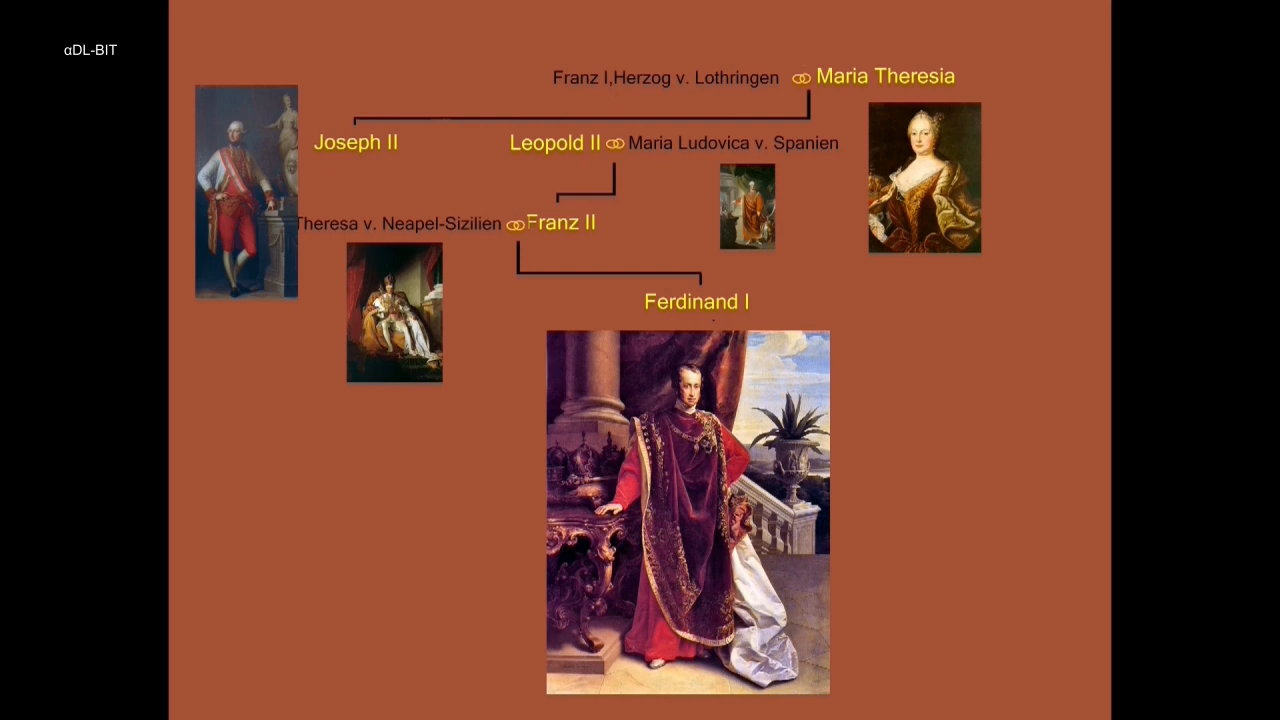 αDL-BIT
Franz I,Herzog v. Lothringen Maria Theresia
Joseph II Leopold II Maria Ludovica v. Spanien
Theresa v. Neapel-Sizilien Franz II
Ferdinand I